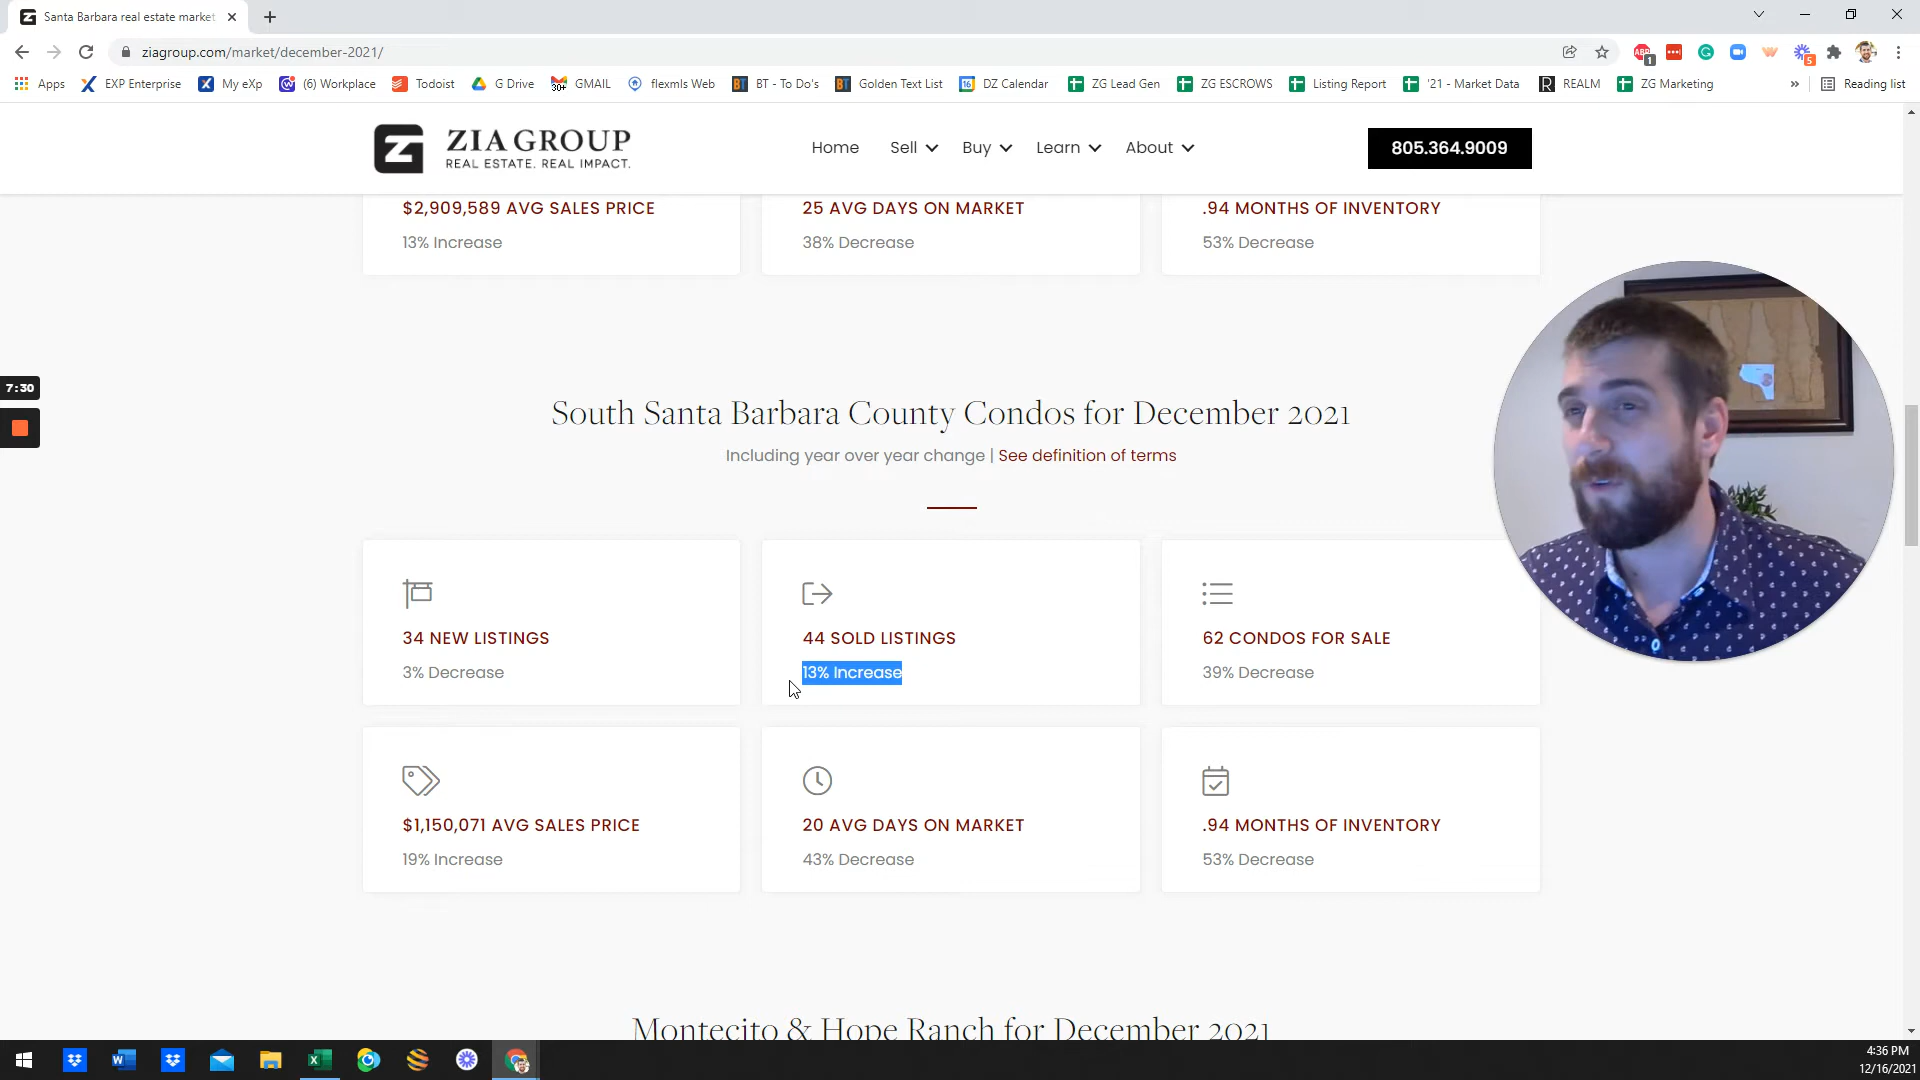 Santa Barbara real estate market
ziagroup.com/market/december-2021/
Apps EXP Enterprise My eXp (6) Workplace Todoist G Drive GMAIL flexmls Web BT - To Do's Golden Text List DZ Calendar ZG Lead Gen ZG ESCROWS Listing Report '21 - Market Data REALM ZG Marketing » Reading list
ZIA GROUP
REAL ESTATE. REAL IMPACT.
Home Sell Buy Learn About
805.364.9009
$2,909,589 AVG SALES PRICE
13% Increase
25 AVG DAYS ON MARKET
38% Decrease
.94 MONTHS OF INVENTORY
53% Decrease
7:30
South Santa Barbara County Condos for December 2021
Including year over year change | See definition of terms
34 NEW LISTINGS
3% Decrease
44 SOLD LISTINGS
13% Increase
62 CONDOS FOR SALE
39% Decrease
$1,150,071 AVG SALES PRICE
19% Increase
20 AVG DAYS ON MARKET
43% Decrease
.94 MONTHS OF INVENTORY
53% Decrease
Montecito & Hope Ranch for December 2021
4:36 PM
12/16/2021